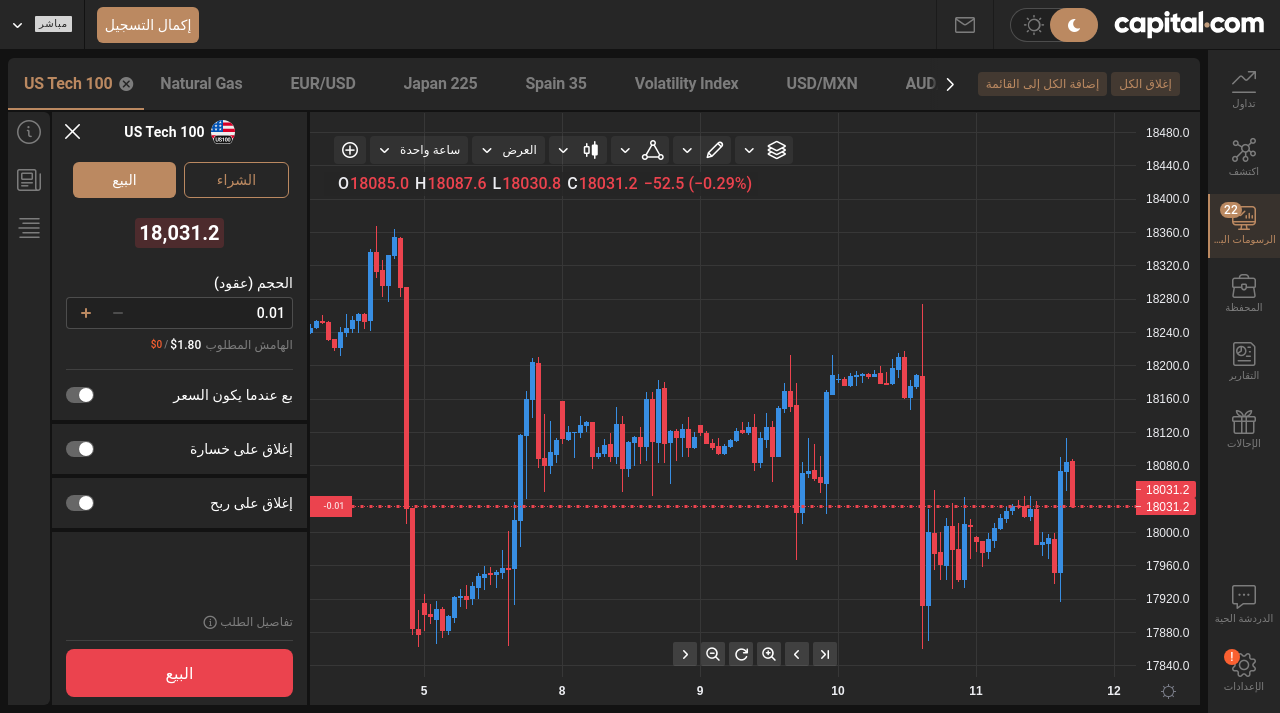 capital.com
إكمال التسجيل
مباشر
US Tech 100
Natural Gas
EUR/USD
Japan 225
Spain 35
Volatility Index
USD/MXN
AUD
إضافة الكل إلى القائمة
إغلاق الكل
تداول
اكتشف
22
الرسومات البـ...
المحفظة
التقارير
الإحالات
الدردشة الحية
!
الإعدادات
US Tech 100
US100
البيع
الشراء
18,031.2
الحجم (عقود)
+ − 0.01
الهامش المطلوب $1.80 / $0
بع عندما يكون السعر
إغلاق على خسارة
إغلاق على ربح
تفاصيل الطلب
البيع
ساعة واحدة
العرض
O18085.0 H18087.6 L18030.8 C18031.2 −52.5 (−0.29%)
18480.0
18440.0
18400.0
18360.0
18320.0
18280.0
18240.0
18200.0
18160.0
18120.0
18080.0
18031.2
18031.2
18000.0
17960.0
17920.0
17880.0
17840.0
-0.01
5 8 9 10 11 12